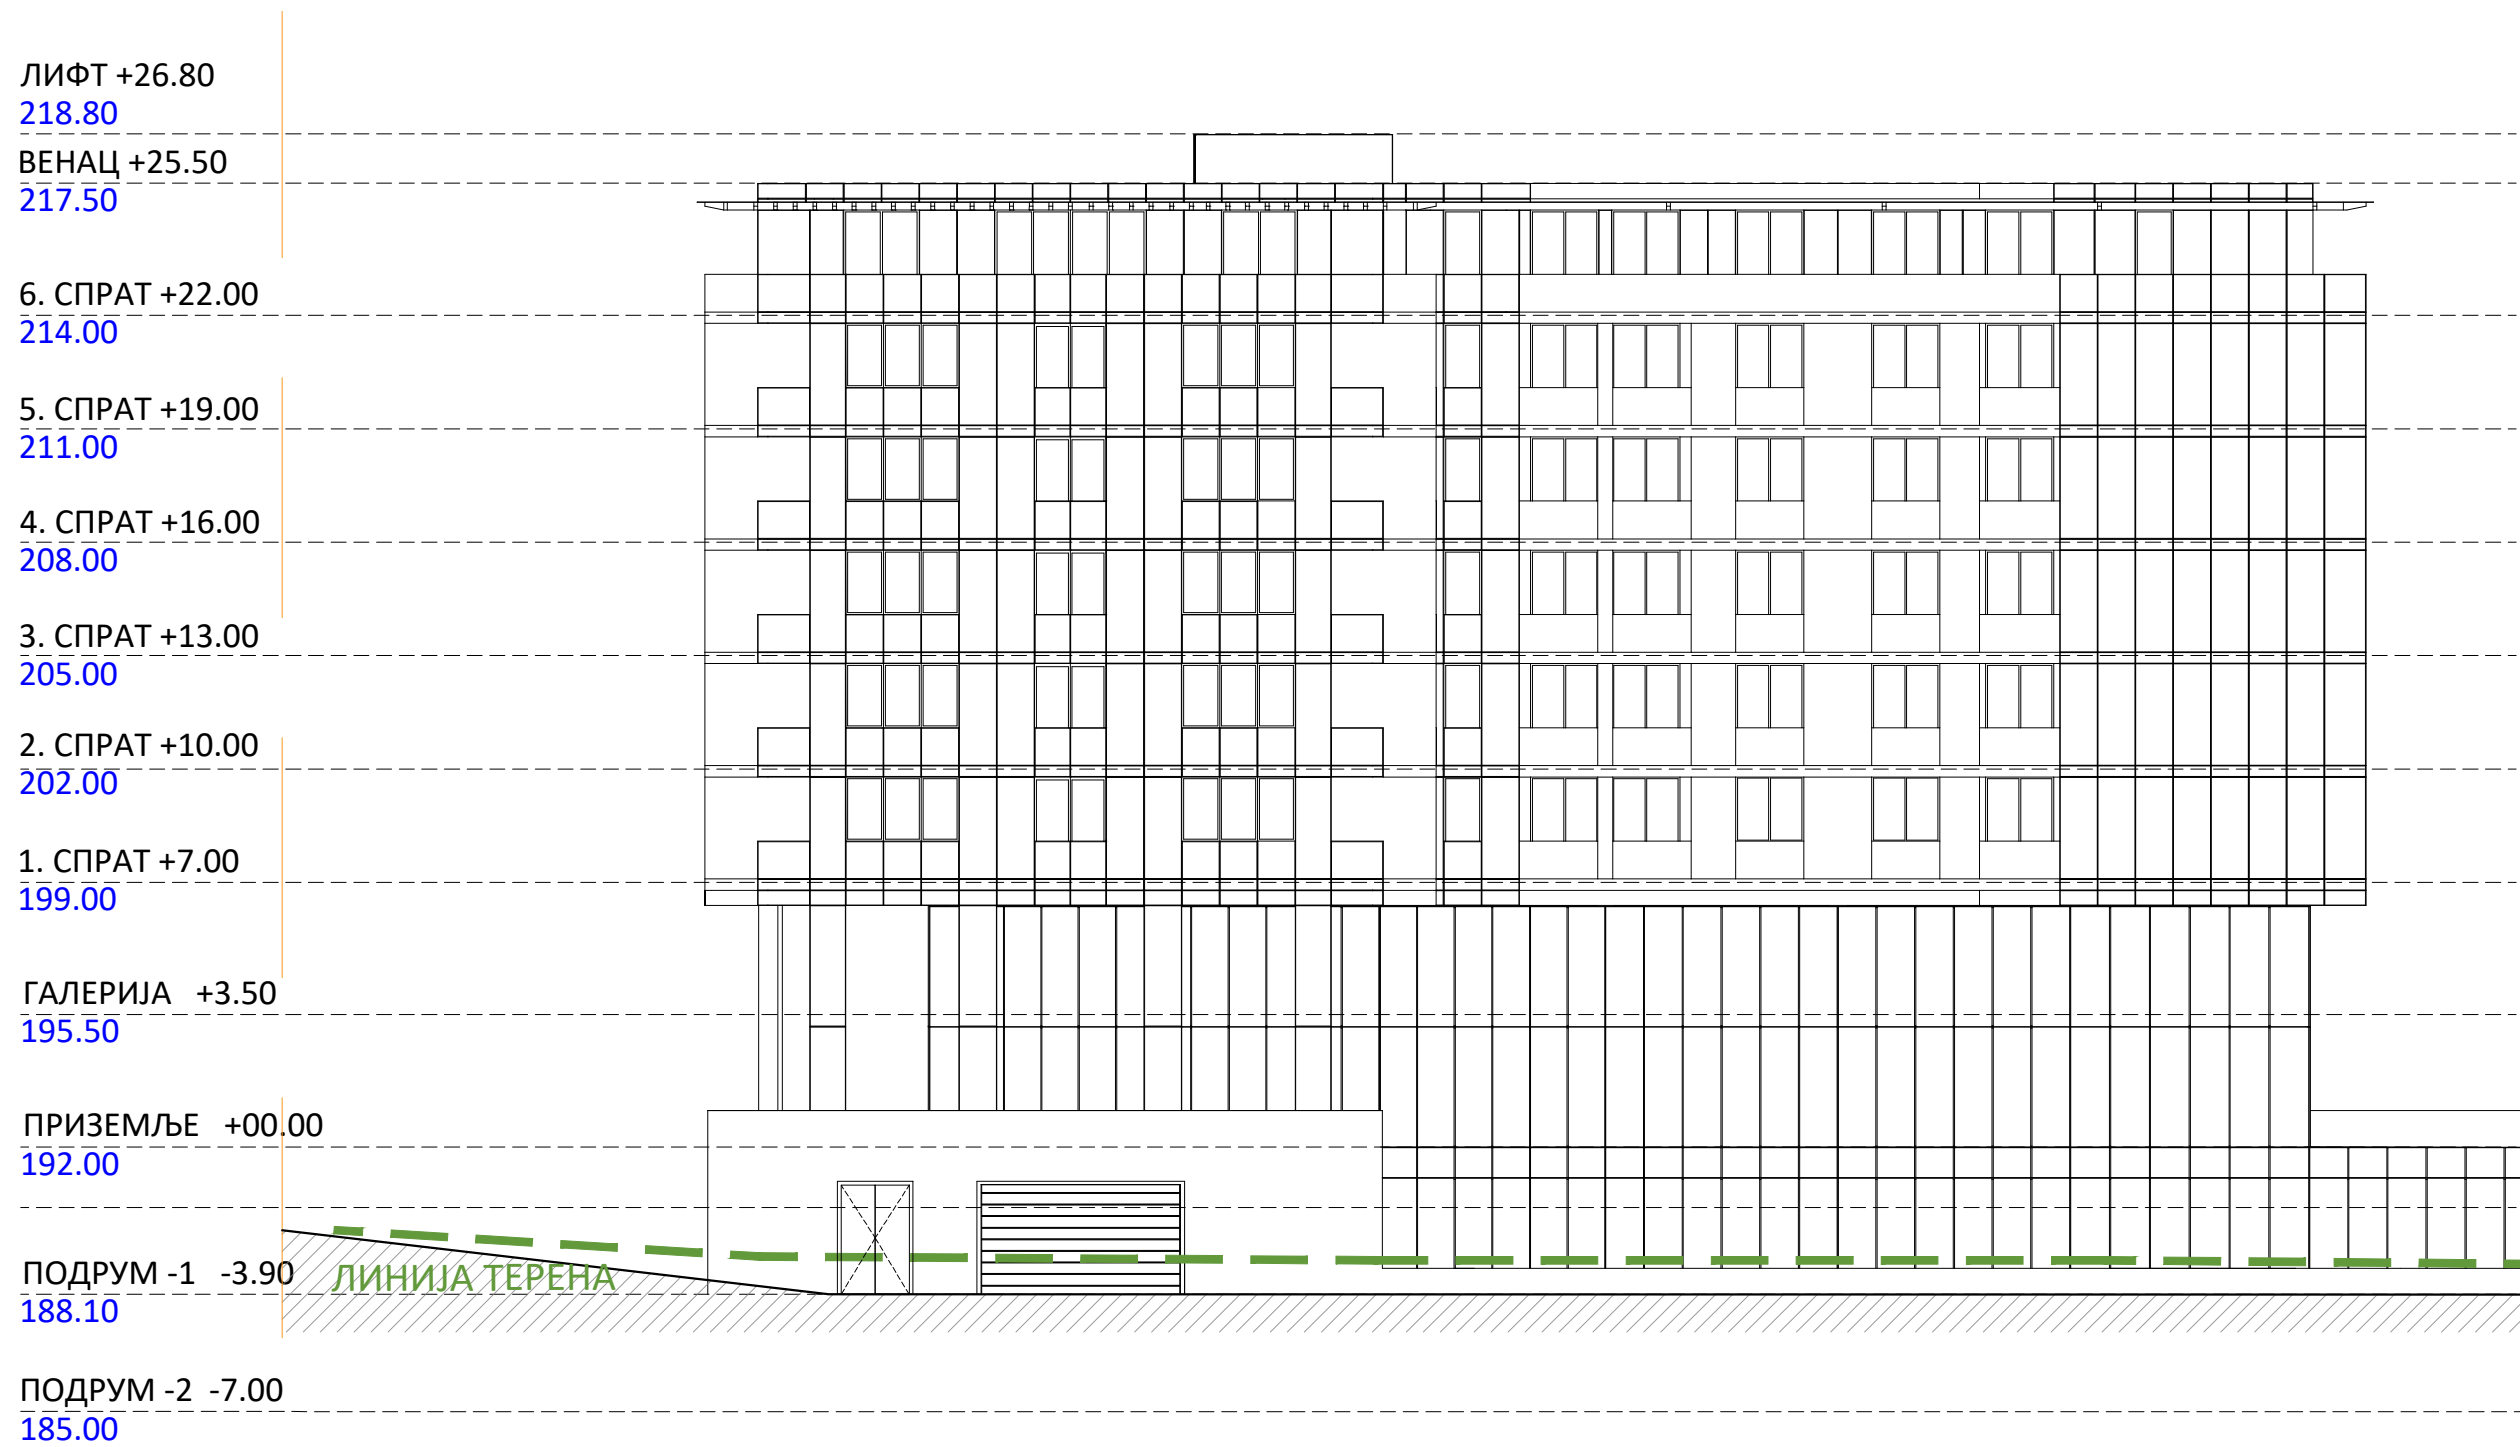 ЛИФТ +26.80
218.80
ВЕНАЦ +25.50
217.50
6. СПРАТ +22.00
214.00
5. СПРАТ +19.00
211.00
4. СПРАТ +16.00
208.00
3. СПРАТ +13.00
205.00
2. СПРАТ +10.00
202.00
1. СПРАТ +7.00
199.00
ГАЛЕРИЈА +3.50
195.50
ПРИЗЕМЉЕ +00.00
192.00
ПОДРУМ -1 -3.90
ЛИНИЈА ТЕРЕНА
188.10
ПОДРУМ -2 -7.00
185.00